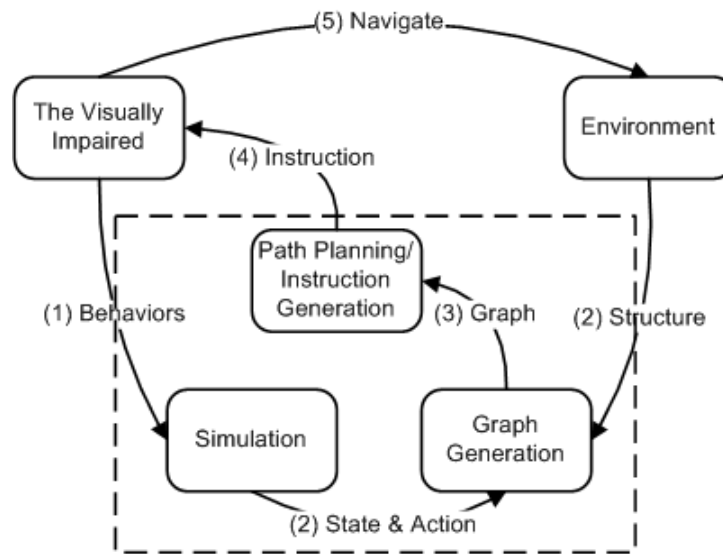 (5) Navigate
The Visually
Impaired
Environment
(4) Instruction
Path Planning/
Instruction
Generation
(1) Behaviors
(3) Graph
(2) Structure
Simulation
Graph
Generation
(2) State & Action